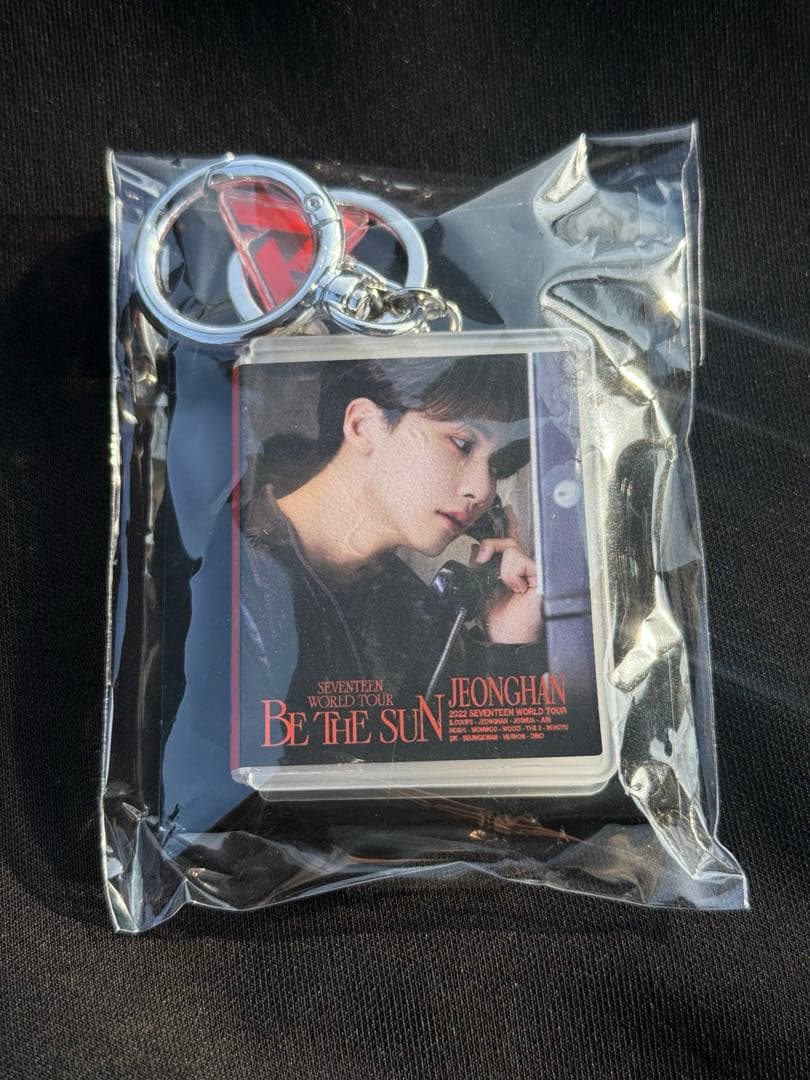 SEVENTEEN
WORLD TOUR
BE THE SUN
JEONGHAN
2022 SEVENTEEN WORLD TOUR
S.COUPS - JEONGHAN - JOSHUA - JUN
HOSHI - WONWOO - WOOZI - THE 8 - MINGYU
DK - SEUNGKWAN - VERNON - DINO